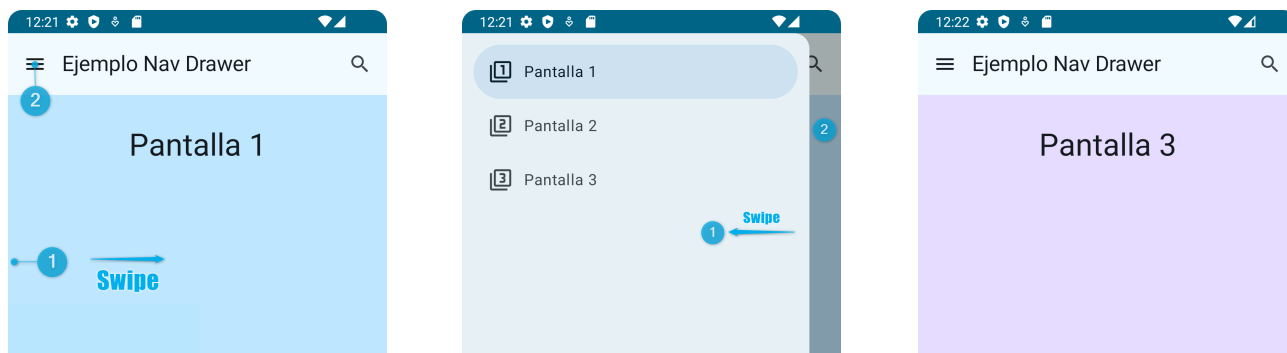 12:21
Ejemplo Nav Drawer
2
Pantalla 1
1
Swipe
12:21
Pantalla 1
2
Pantalla 2
Pantalla 3
Swipe
1
12:22
Ejemplo Nav Drawer
Pantalla 3